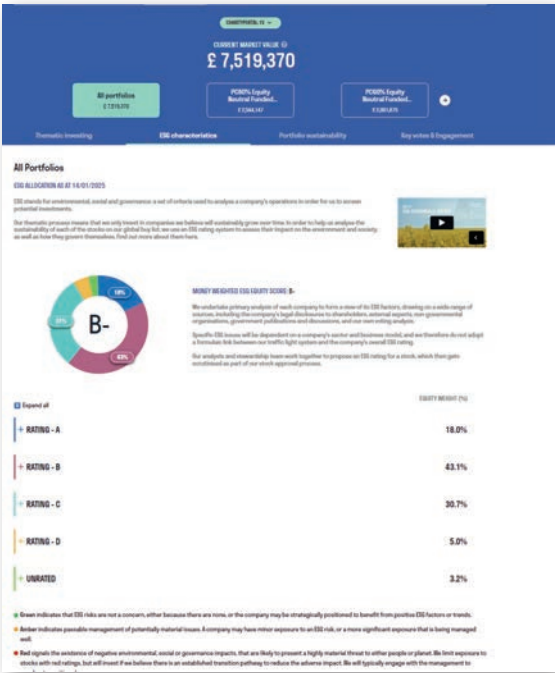 CHARITYPORTAL 10
CURRENT MARKET VALUE
£ 7,519,370
All portfolios
£ 7,519,370
PC60% Equity
Neutral Funded...
PC60% Equity
Neutral Funded...
Thematic investing
ESG characteristics
Portfolio sustainability
Key votes & Engagement
All Portfolios
ESG ALLOCATION AS AT 14/01/2025
ESG stands for environmental, social and governance: a set of criteria used to analyse a company's operations in order for us to screen
potential investments.
Our thematic process means that we only invest in companies we believe will sustainably grow over time. In order to help us analyse the
sustainability of each of the stocks on our global buy list, we use an ESG rating system to assess their impact on the environment and society,
as well as how they govern themselves. Find out more about them here.
18%
B-
43%
MONEY WEIGHTED ESG EQUITY SCORE: B-
We undertake primary analysis of each company to form a view of its ESG factors, drawing on a wide range of
sources, including the company's legal disclosures to shareholders, external experts, non governmental
organisations, government publications and discussions, and our own voting analysis.
Specific ESG issues will be dependent on a company's sector and business model, and we therefore do not adopt
a formulaic link between our traffic light system and the company's overall ESG rating.
Our analysts and stewardship team work together to propose an ESG rating for a stock, which then gets
scrutinised as part of our stock approval process.
Expand all
EQUITY WEIGHT (%)
+ RATING - A
18.0%
+ RATING - B
43.1%
+ RATING - C
30.7%
+ RATING - D
5.0%
+ UNRATED
3.2%
Green indicates that ESG risks are not a concern, either because there are none, or the company may be strategically positioned to benefit from positive ESG factors or trends.
Amber indicates passable management of potentially material issues. A company may have minor exposure to an ESG risk, or a more significant exposure that is being managed
well.
Red signals the existence of negative environmental, social or governance impacts, that are likely to present a highly material threat to either people or planet. We limit exposure to
stocks with red ratings, but will invest if we believe there is an established transition pathway to reduce the adverse impact. We will typically engage with the management to